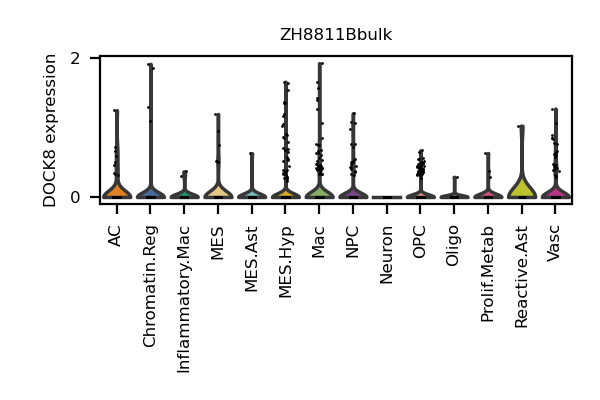 ZH8811Bbulk
DOCK8 expression
2
0
AC
Chromatin.Reg
Inflammatory.Mac
MES
MES.Ast
MES.Hyp
Mac
NPC
Neuron
OPC
Oligo
Prolif.Metab
Reactive.Ast
Vasc